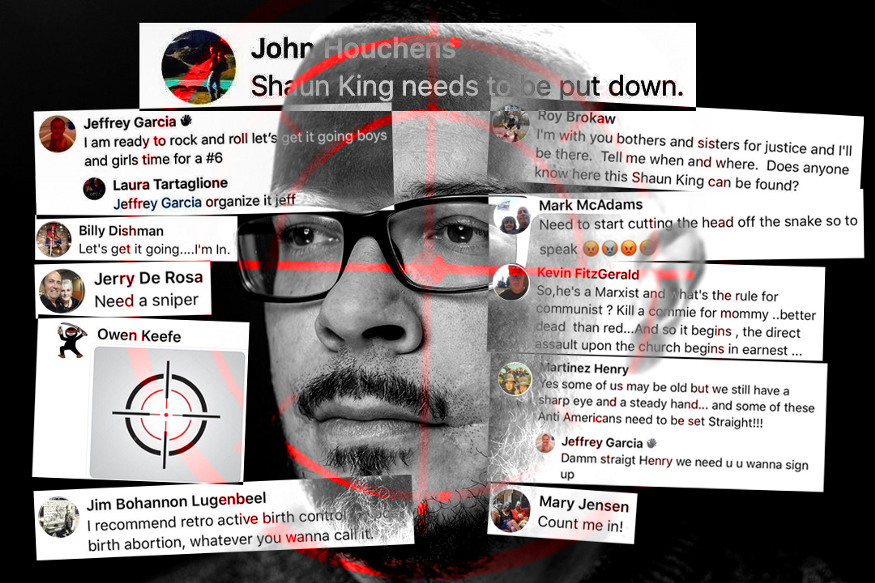 John Houchens
Shaun King needs to be put down.
Jeffrey Garcia
I am ready to rock and roll let's get it going boys
and girls time for a #6
Laura Tartaglione
Jeffrey Garcia organize it jeff
Billy Dishman
Let's get it going....I'm In.
Jerry De Rosa
Need a sniper
Owen Keefe
Jim Bohannon Lugenbeel
I recommend retro active birth control
birth abortion, whatever you wanna call it.
Roy Brokaw
I'm with you bothers and sisters for justice and I'll
be there. Tell me when and where. Does anyone
know here this Shaun King can be found?
Mark McAdams
Need to start cutting the head off the snake so to
speak 😡😢😡
Kevin FitzGerald
So,he's a Marxist and what's the rule for
communist ? Kill a commie for mommy ..better
dead than red...And so it begins , the direct
assault upon the church begins in earnest ...
Martinez Henry
Yes some of us may be old but we still have a
sharp eye and a steady hand... and some of these
Anti Americans need to be set Straight!!!
Jeffrey Garcia
Damm straigt Henry we need u u wanna sign
up
Mary Jensen
Count me in!